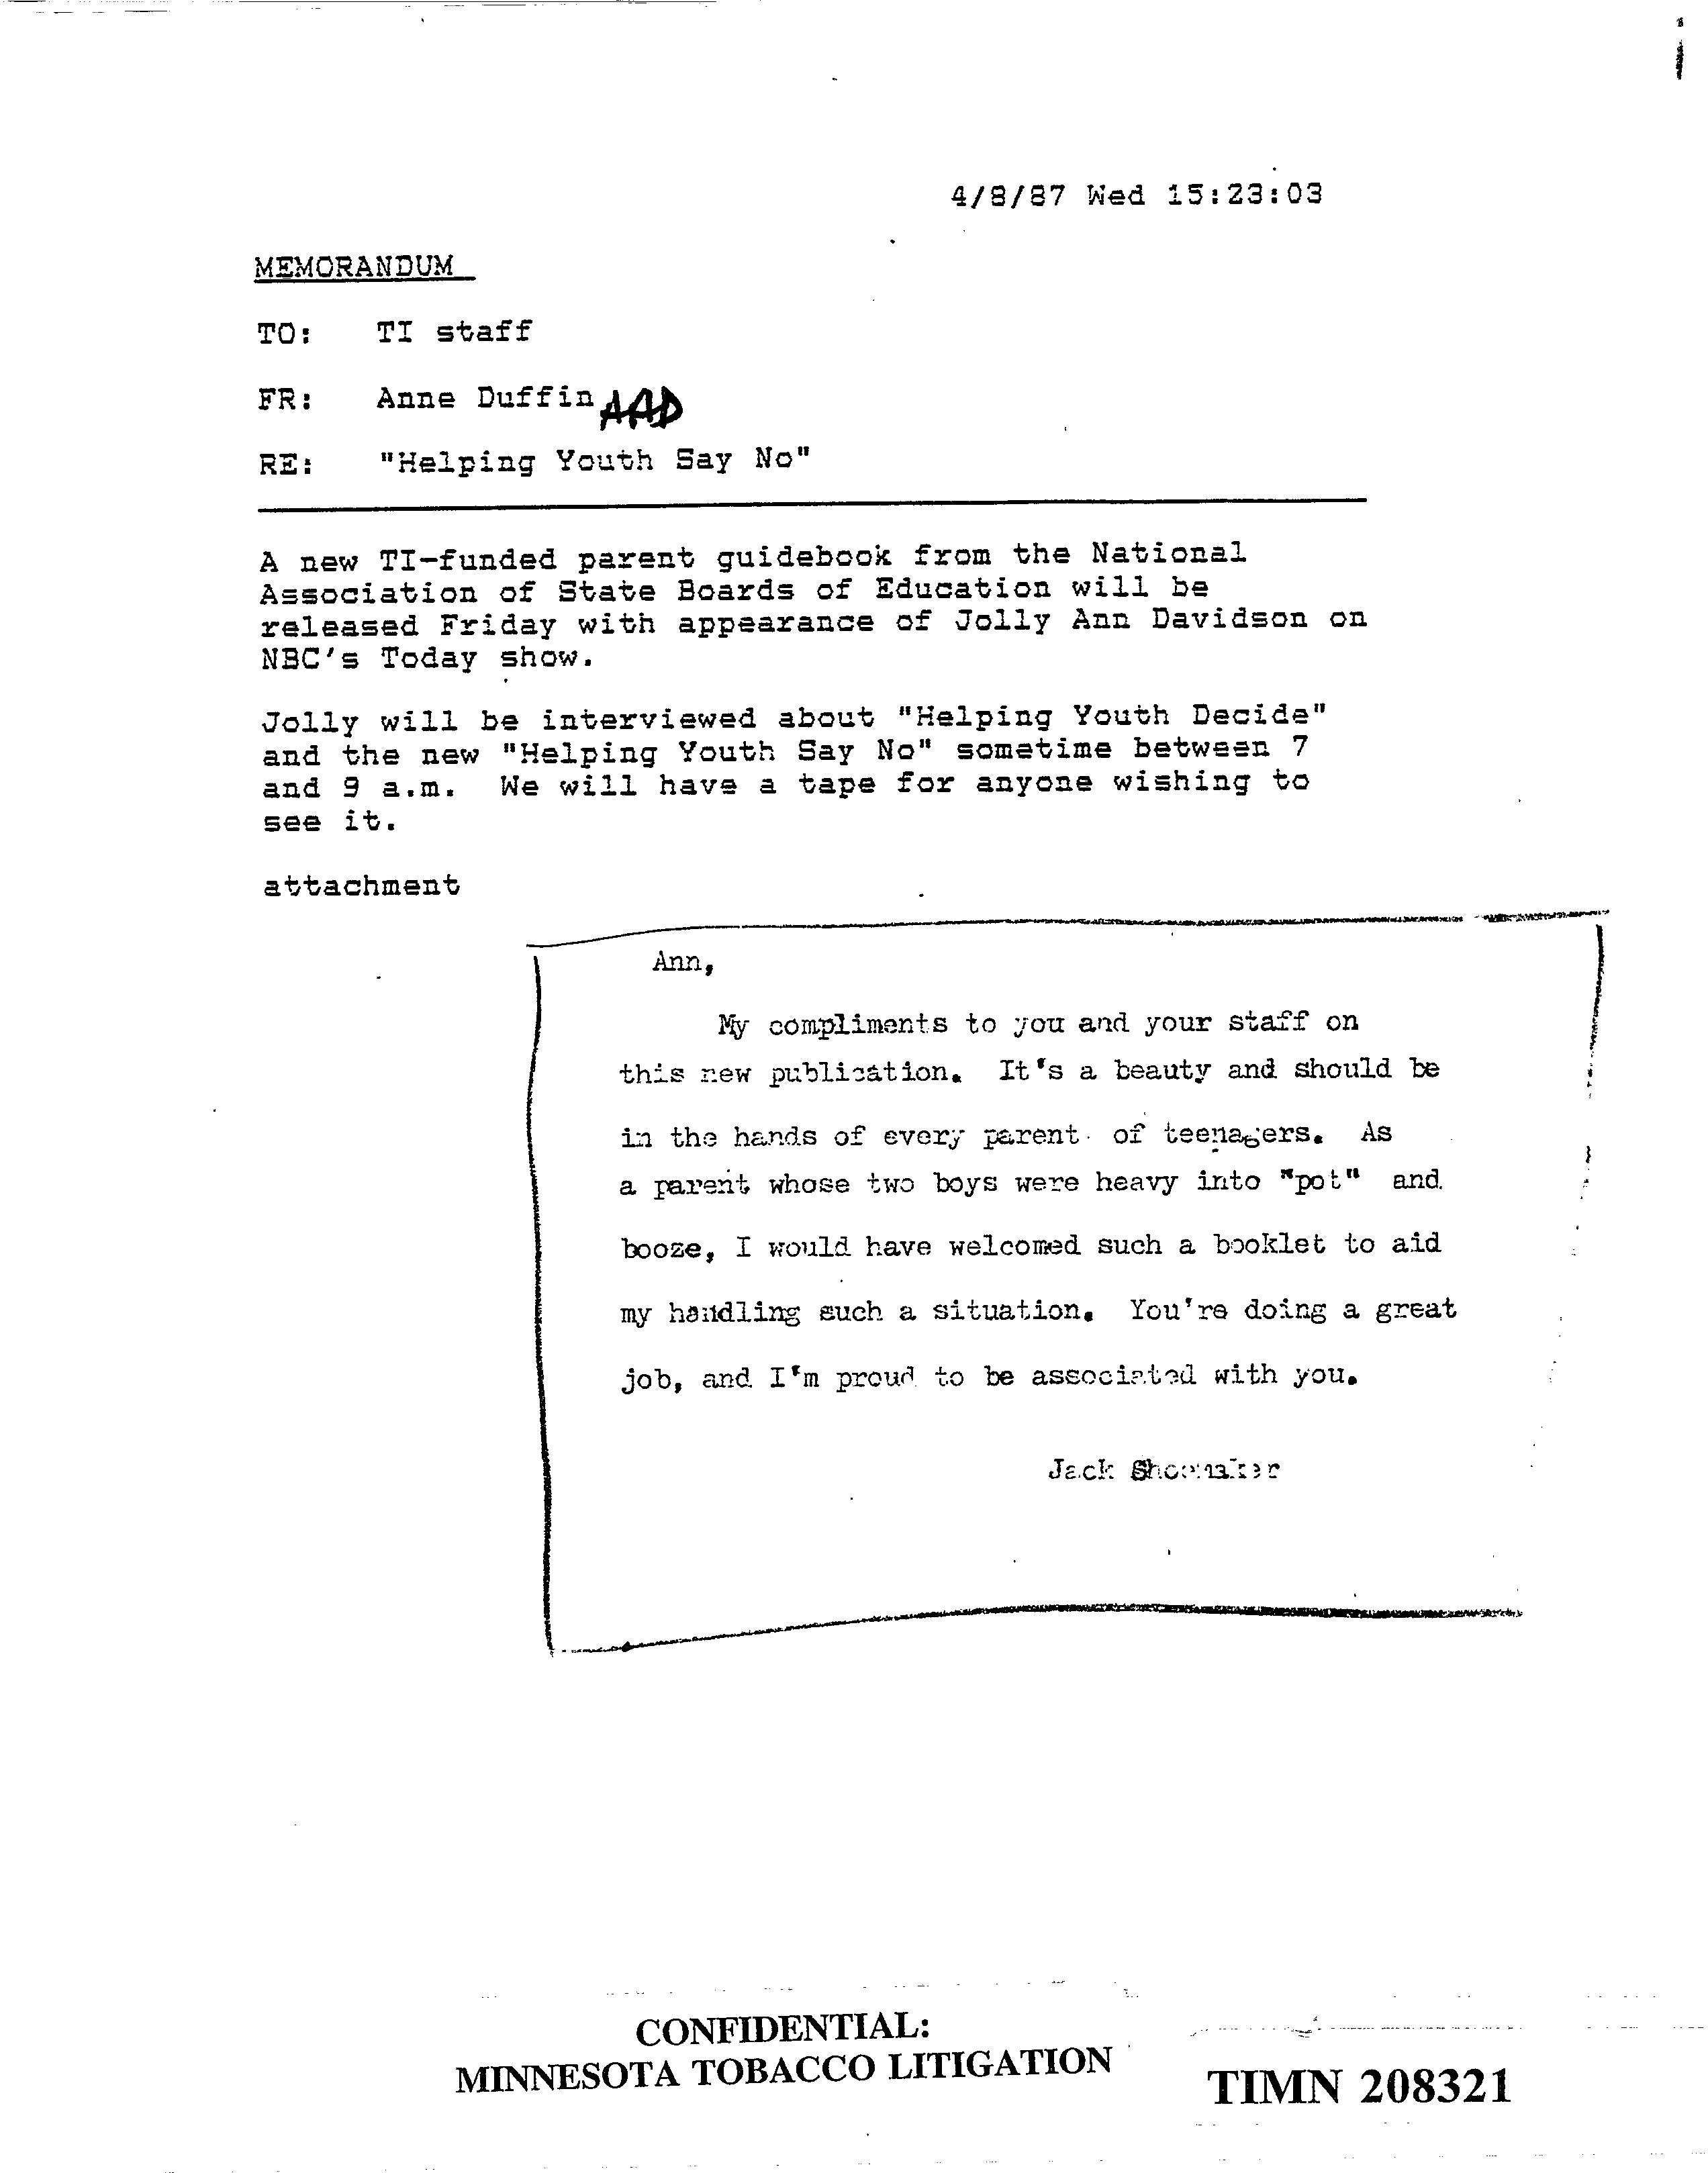 4/8/87 Wed 15:23:03
MEMORANDUM
TO: TI staff
FR: Anne Duffin AAD
RE: "Helping Youth Say No"
A new TI-funded parent guidebook from the National
Association of State Boards of Education will be
released Friday with appearance of Jolly Ann Davidson on
NBC's Today show.
Jolly will be interviewed about "Helping Youth Decide"
and the new "Helping Youth Say No" sometime between 7
and 9 a.m. We will have a tape for anyone wishing to
see it.
attachment
Ann,
My compliments to you and your staff on
this new publication. It's a beauty and should be
in the hands of every parent of teenagers. As
a parent whose two boys were heavy into "pot" and
booze, I would have welcomed such a booklet to aid
my handling such a situation. You're doing a great
job, and I'm proud to be associated with you.
Jack Shoemaker
CONFIDENTIAL:
MINNESOTA TOBACCO LITIGATION
TIMN 208321